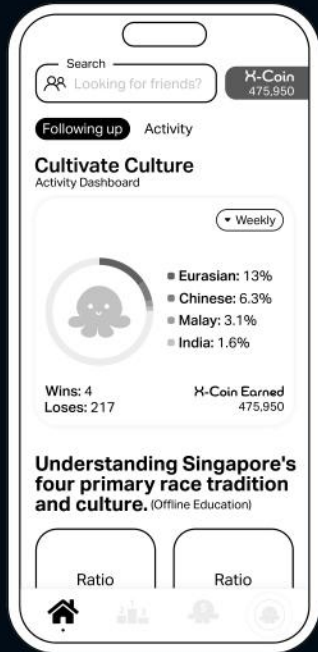 Search
Looking for friends?
X-Coin
475,950
Following up
Activity
Cultivate Culture
Activity Dashboard
Weekly
Eurasian: 13%
Chinese: 6.3%
Malay: 3.1%
India: 1.6%
Wins: 4
Loses: 217
X-Coin Earned
475,950
Understanding Singapore's
four primary race tradition
and culture. (Offline Education)
Ratio
Ratio